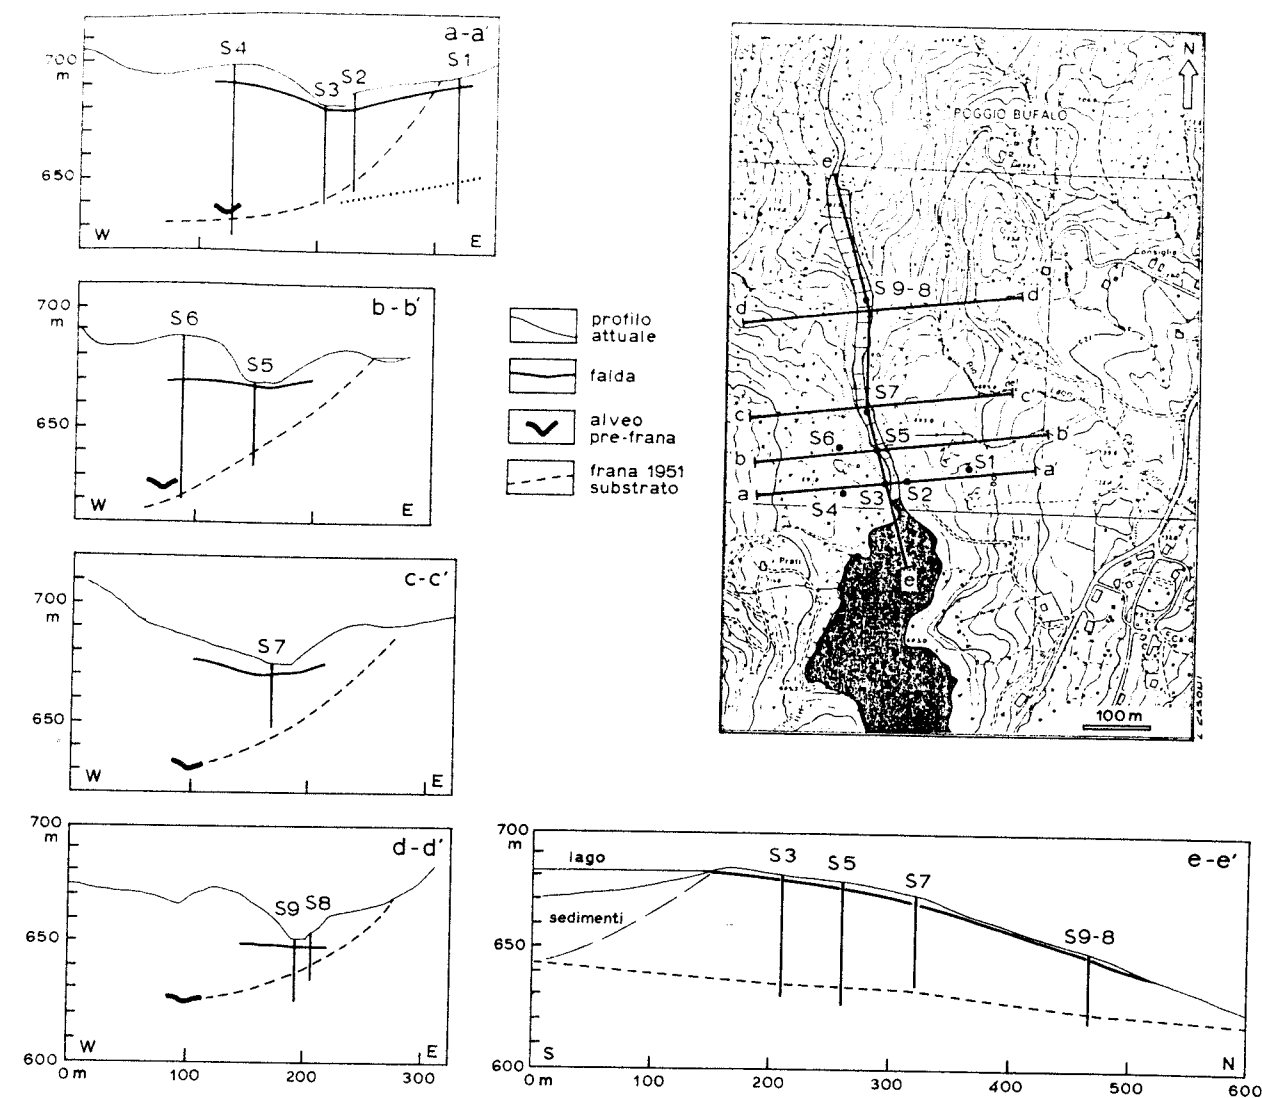 a-a'
S4
S1
700
m
S3
S2
650
W
E
b-b'
700
m
S6
S5
650
W
E
c-c'
700
m
S7
650
W
E
700
m
d-d'
S9
S8
650
600
W
E
0 m
100
200
300
profilo
attuale
falda
alveo
pre-frana
frana 1951
substrato
N
POGGIO BUFALO
e'
S 9-8
d
d'
S7
c
c'
S6
S5
b
b'
S1
a
a'
S4
S3
S2
Prati
e
100 m
700
m
e-e'
lago
S3
S5
S7
S9-8
sedimenti
650
600
S
N
0 m
100
200
300
400
500
600